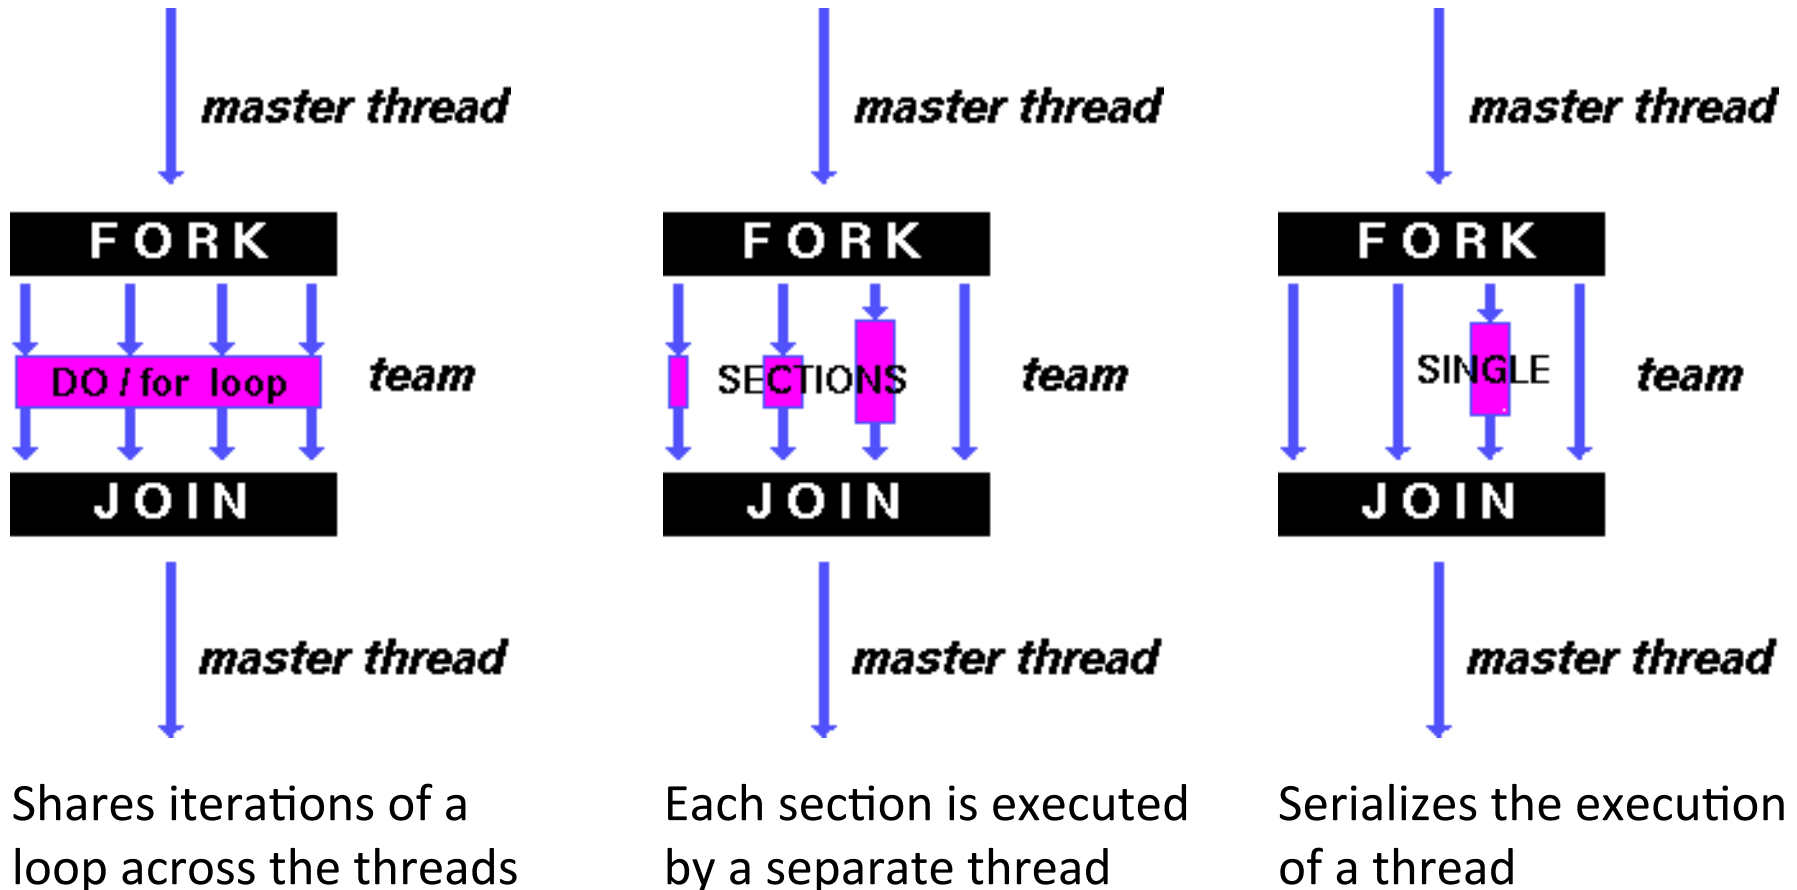 master thread
FORK
DO / for loop
team
JOIN
master thread
Shares iterations of a
loop across the threads
master thread
FORK
SECTIONS
team
JOIN
master thread
Each section is executed
by a separate thread
master thread
FORK
SINGLE
team
JOIN
master thread
Serializes the execution
of a thread